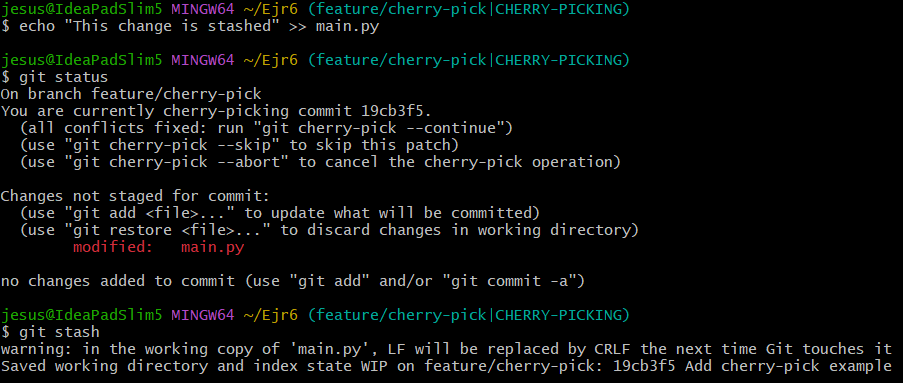 jesus@IdeaPadSlim5 MINGW64 ~/Ejr6 (feature/cherry-pick|CHERRY-PICKING)
$ echo "This change is stashed" >> main.py
jesus@IdeaPadSlim5 MINGW64 ~/Ejr6 (feature/cherry-pick|CHERRY-PICKING)
$ git status
On branch feature/cherry-pick
You are currently cherry-picking commit 19cb3f5.
  (all conflicts fixed: run "git cherry-pick --continue")
  (use "git cherry-pick --skip" to skip this patch)
  (use "git cherry-pick --abort" to cancel the cherry-pick operation)
Changes not staged for commit:
  (use "git add <file>..." to update what will be committed)
  (use "git restore <file>..." to discard changes in working directory)
        modified:   main.py
no changes added to commit (use "git add" and/or "git commit -a")
jesus@IdeaPadSlim5 MINGW64 ~/Ejr6 (feature/cherry-pick|CHERRY-PICKING)
$ git stash
warning: in the working copy of 'main.py', LF will be replaced by CRLF the next time Git touches it
Saved working directory and index state WIP on feature/cherry-pick: 19cb3f5 Add cherry-pick example